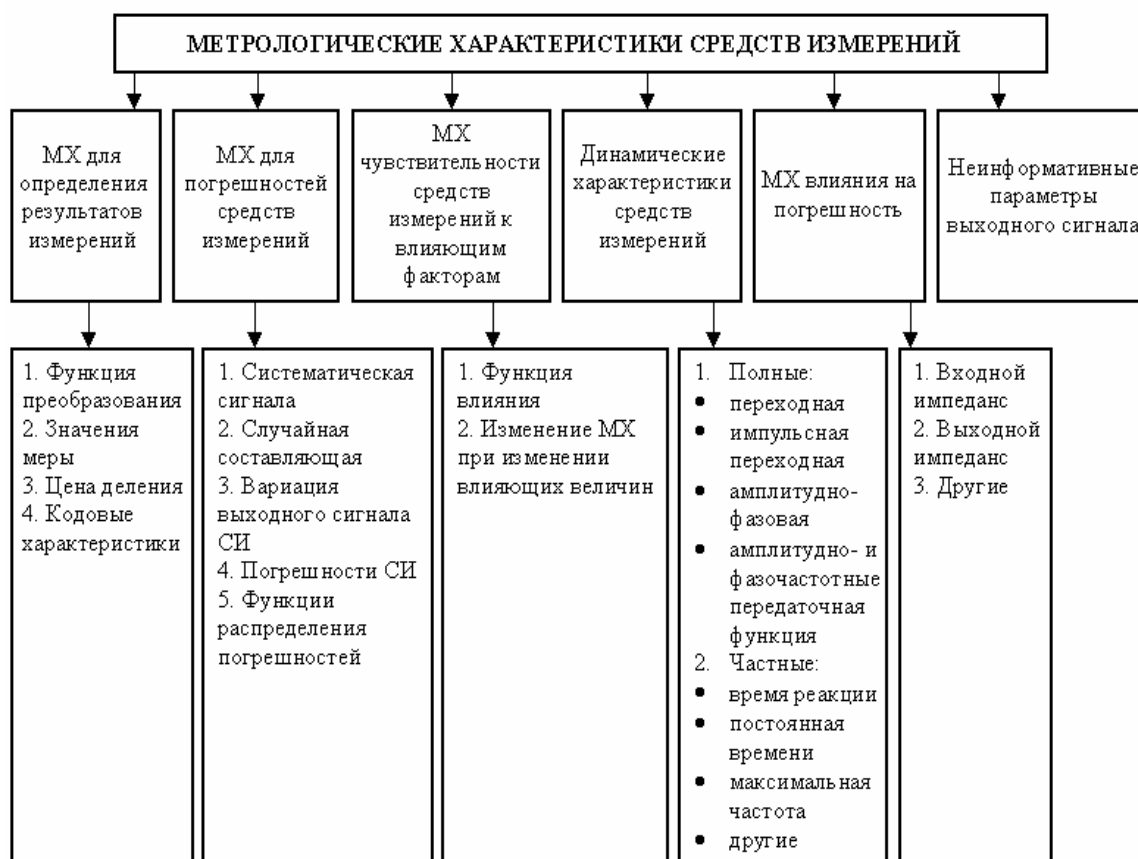 МЕТРОЛОГИЧЕСКИЕ ХАРАКТЕРИСТИКИ СРЕДСТВ ИЗМЕРЕНИЙ
МХ для
определения
результатов
измерений
МХ для
погрешностей
средств
измерений
МХ
чувствительности
средств
измерений к
влияющим
факторам
Динамические
характеристики
средств
измерений
МХ влияния на
погрешность
Неинформативные
параметры
выходного сигнала
1. Функция
преобразования
2. Значения
меры
3. Цена деления
4. Кодовые
характеристики
1. Систематическая
сигнала
2. Случайная
составляющая
3. Вариация
выходного сигнала
СИ
4. Погрешности СИ
5. Функции
распределения
погрешностей
1. Функция
влияния
2. Изменение МХ
при изменении
влияющих величин
1. Полные:
• переходная
• импульсная
переходная
• амплитудно-
фазовая
• амплитудно- и
фазочастотные
передаточная
функция
2. Частные:
• время реакции
• постоянная
времени
• максимальная
частота
• другие
1. Входной
импеданс
2. Выходной
импеданс
3. Другие